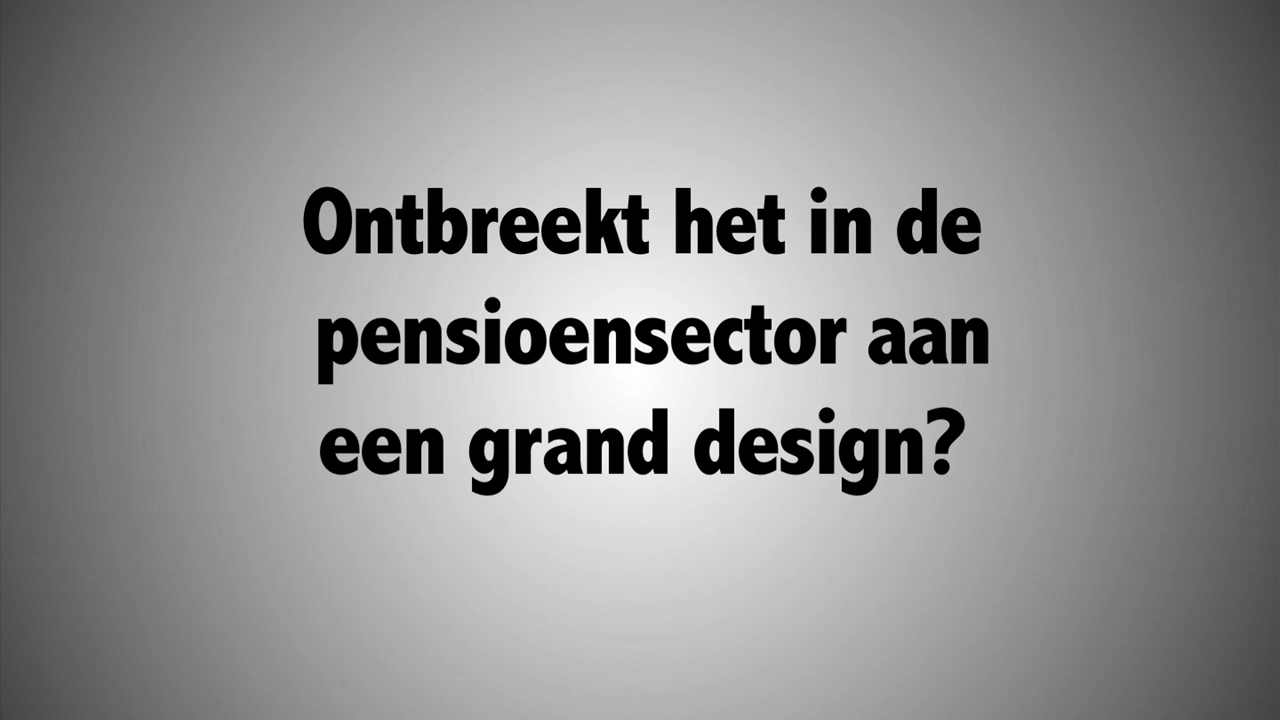 Ontbreekt het in de
pensioensector aan
een grand design?